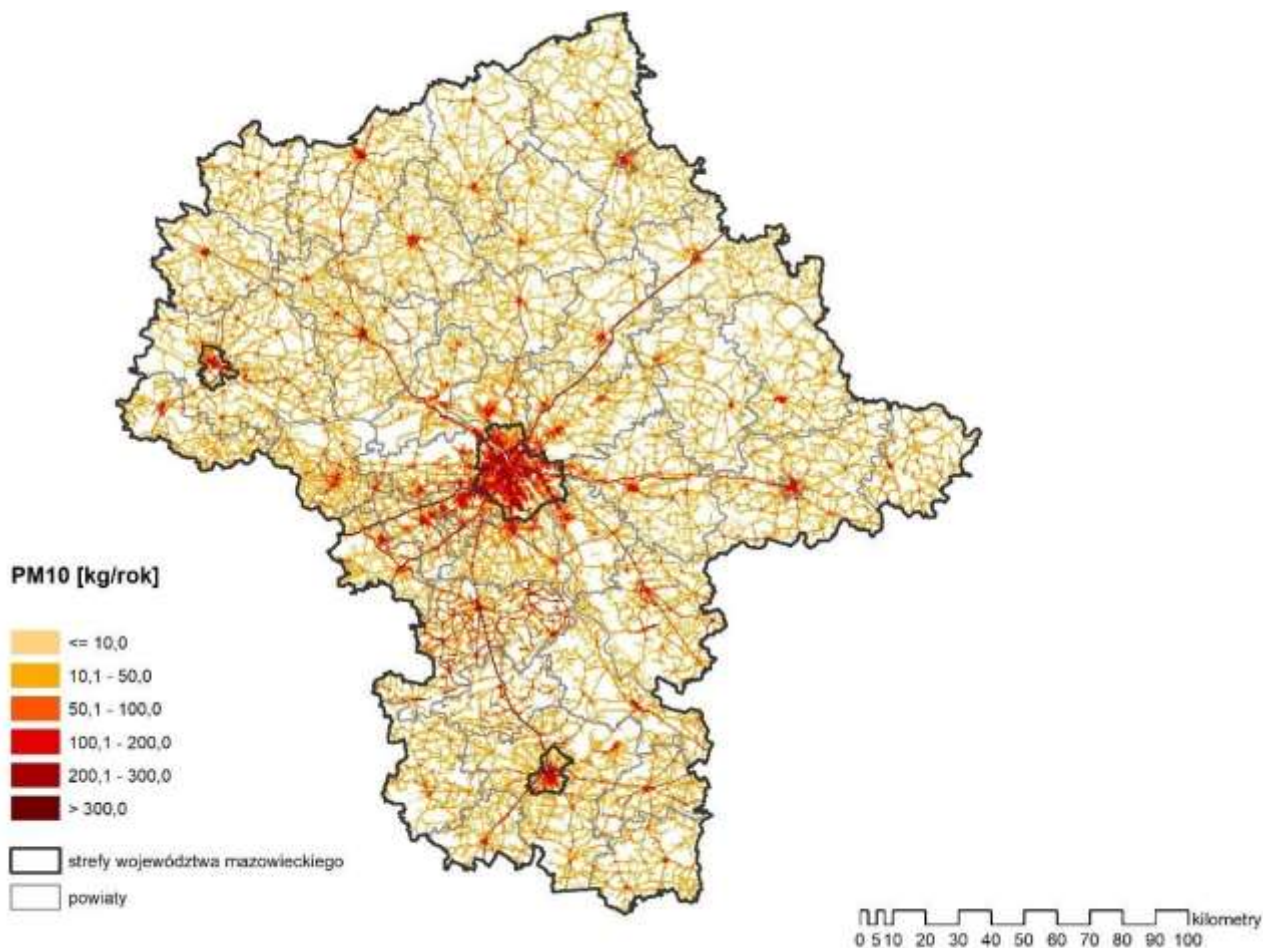 PM10 [kg/rok]
<= 10,0
10,1 - 50,0
50,1 - 100,0
100,1 - 200,0
200,1 - 300,0
> 300,0
strefy województwa mazowieckiego
powiaty
kilometry
0 5 10 20 30 40 50 60 70 80 90 100